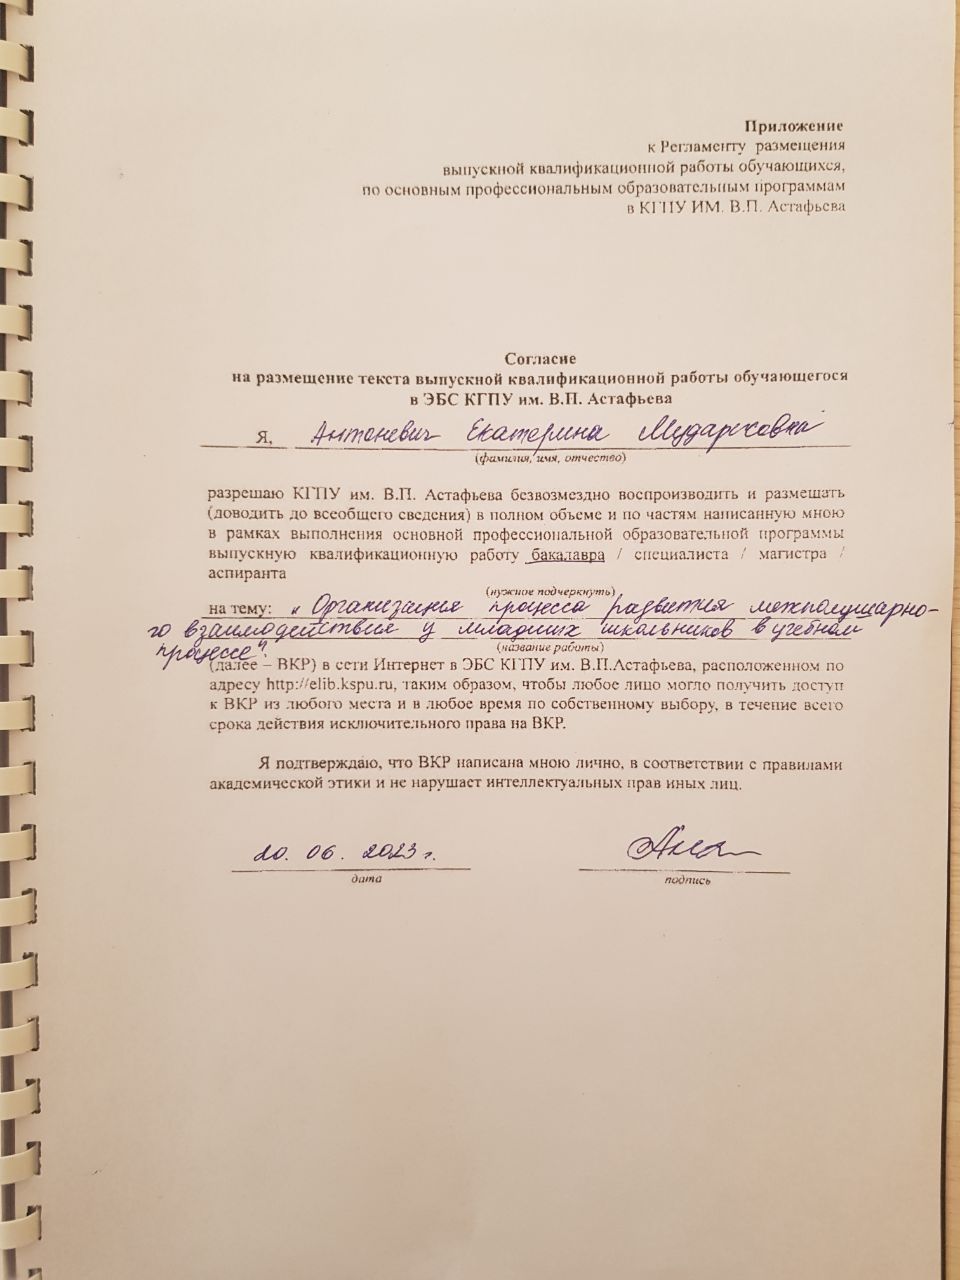 Приложение
к Регламенту размещения
выпускной квалификационной работы обучающихся,
по основным профессиональным образовательным программам
в КГПУ ИМ. В.П. Астафьева
Согласие
на размещение текста выпускной квалификационной работы обучающегося
в ЭБС КГПУ им. В.П. Астафьева
Я, Антоневич Екатерина
(фамилия, имя, отчество)
разрешаю КГПУ им. В.П. Астафьева безвозмездно воспроизводить и размещать
(доводить до всеобщего сведения) в полном объеме и по частям написанную мною
в рамках выполнения основной профессиональной образовательной программы
выпускную квалификационную работу бакалавра / специалиста / магистра /
аспиранта
(нужное подчеркнуть)
на тему: „Организация процесса развития межполушарно-
го взаимодействия у младших школьников в учебном
процессе".
(название работы)
(далее – ВКР) в сети Интернет в ЭБС КГПУ им. В.П.Астафьева, расположенном по
адресу http://elib.kspu.ru, таким образом, чтобы любое лицо могло получить доступ
к ВКР из любого места и в любое время по собственному выбору, в течение всего
срока действия исключительного права на ВКР.
Я подтверждаю, что ВКР написана мною лично, в соответствии с правилами
академической этики и не нарушает интеллектуальных прав иных лиц.
20. 06. 2023 г.
дата
подпись